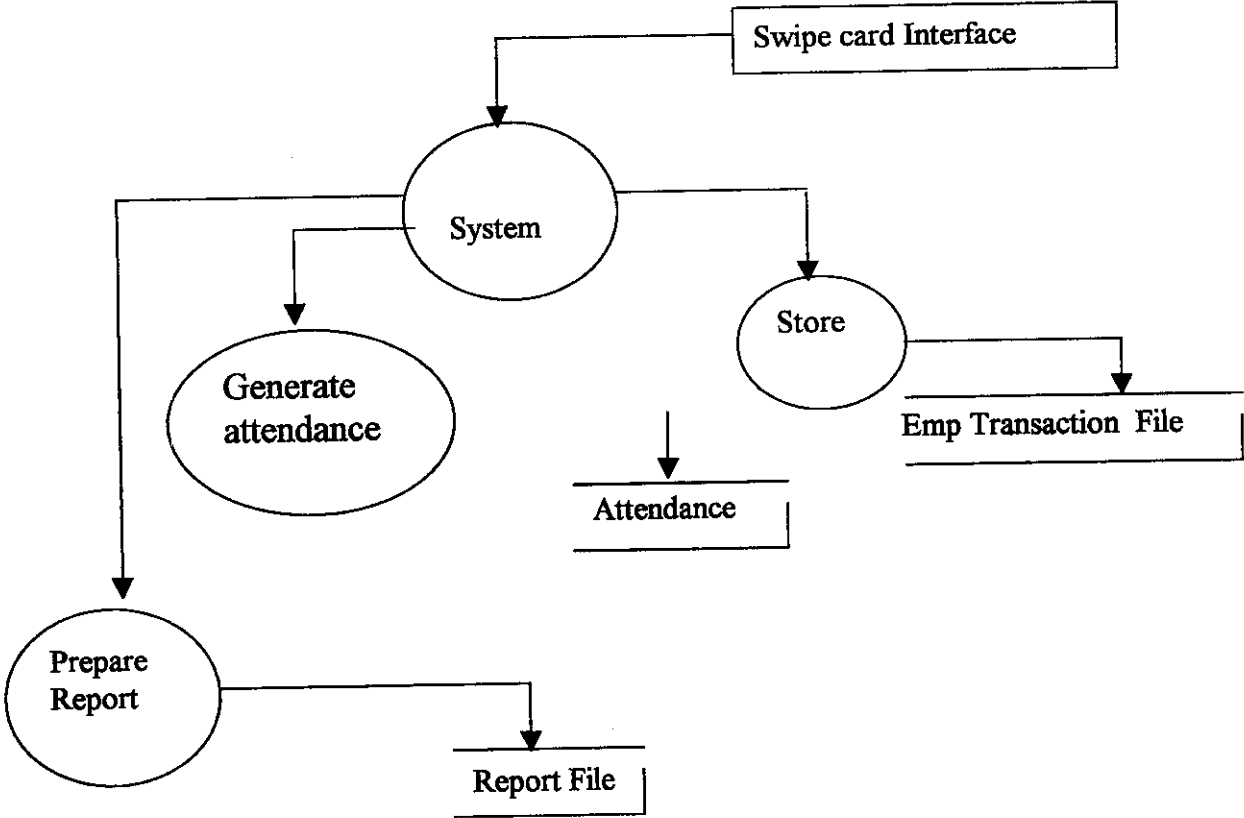 Swipe card Interface
System
Store
Generate
attendance
Emp Transaction File
Attendance
Prepare
Report
Report File